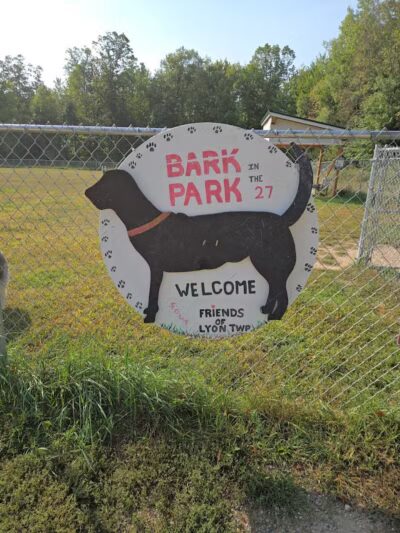 BARK IN
PARK THE
27
WELCOME
FRIENDS
OF
LYON TWP